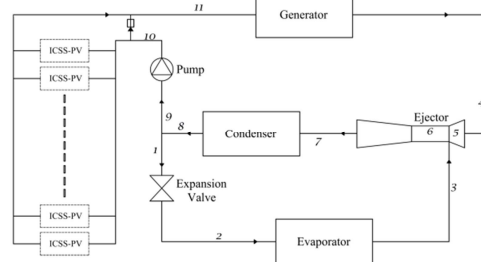 11
Generator
ICSS-PV
10
ICSS-PV
Pump
4
9
Ejector
8
Condenser
6
5
7
1
3
Expansion
Valve
ICSS-PV
2
Evaporator
ICSS-PV